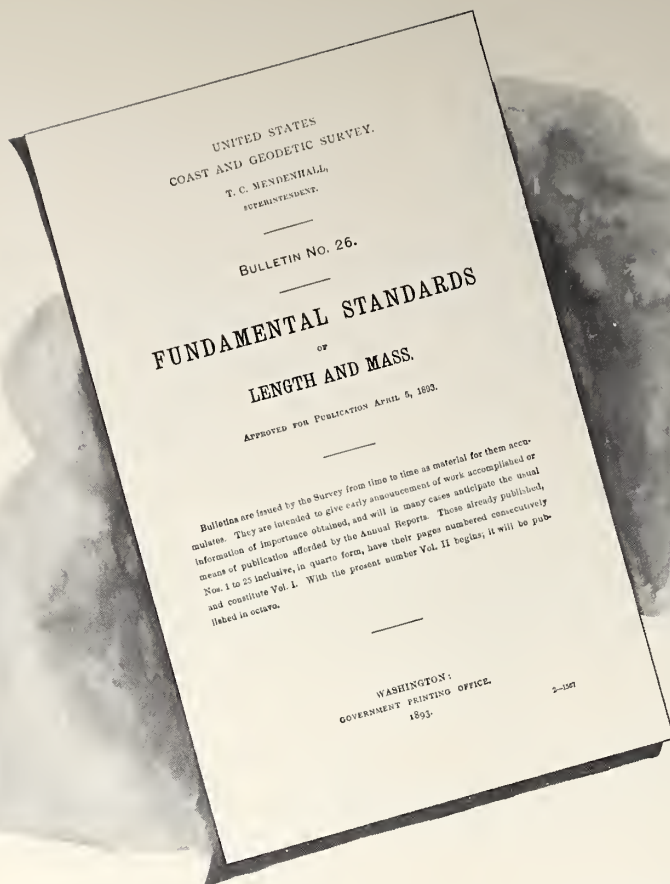 UNITED STATES
COAST AND GEODETIC SURVEY.
T. C. MENDENHALL,
SUPERINTENDENT.
BULLETIN NO. 26.
FUNDAMENTAL STANDARDS
OF
LENGTH AND MASS.
APPROVED FOR PUBLICATION APRIL 5, 1893.
Bulletins are issued by the Survey from time to time as material for them accu-
mulates. They are intended to give early announcement of work accomplished or
information of importance obtained, and will in many cases anticipate the usual
means of publication afforded by the Annual Reports. Those already published,
Nos. 1 to 25 inclusive, in quarto form, have their pages numbered consecutively
and constitute Vol. I. With the present number Vol. II begins; it will be pub-
lished in octavo.
WASHINGTON:
GOVERNMENT PRINTING OFFICE.
1893.
2—1567